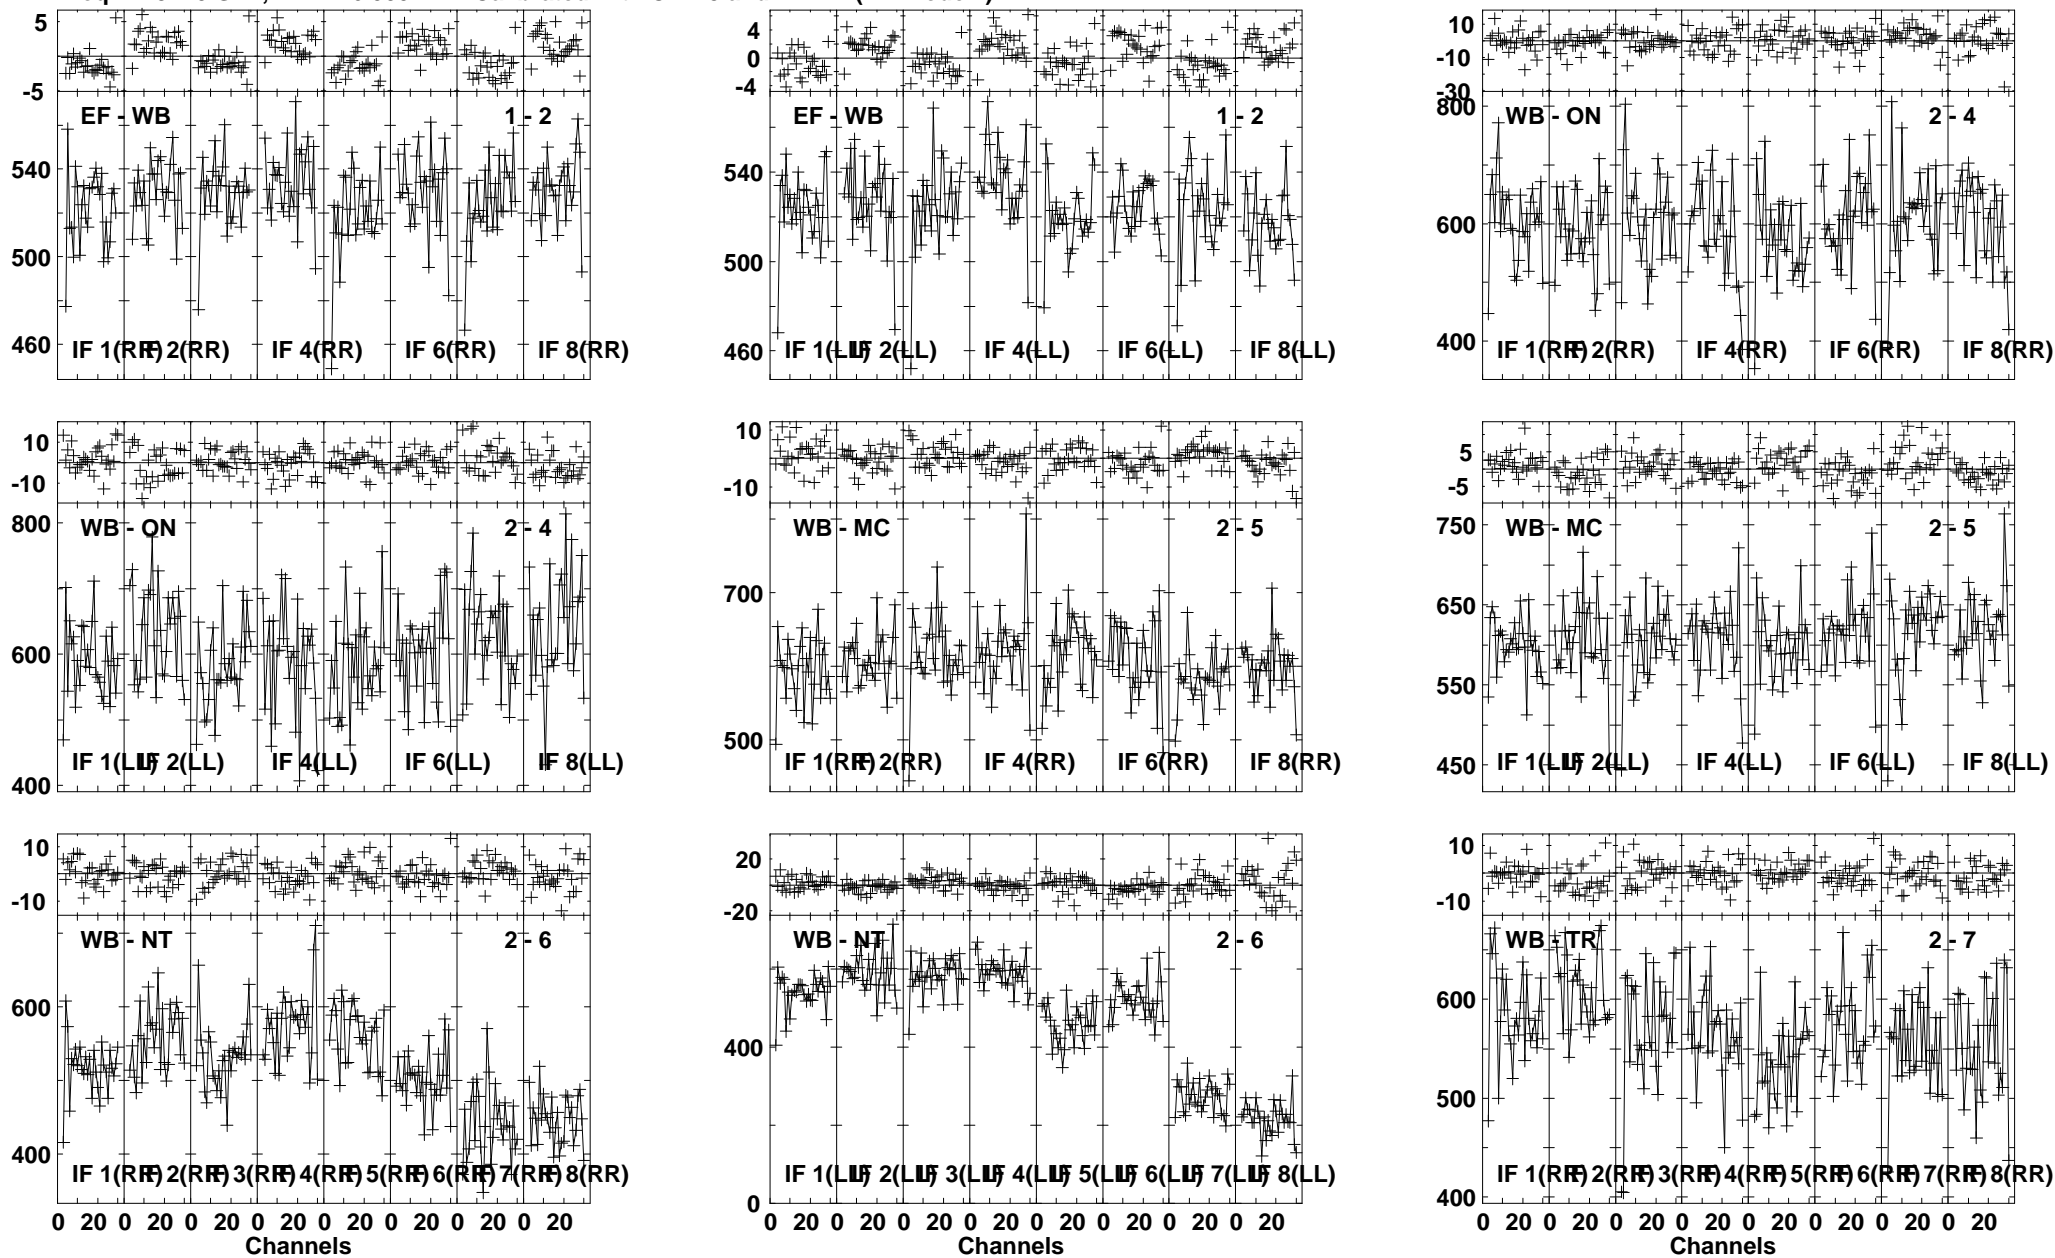 5
-5
EF - WB 1 - 2
540
500
460
IF 1(RR) IF 2(RR) IF 4(RR) IF 6(RR) IF 8(RR)
4
0
-4
EF - WB 1 - 2
540
500
460
IF 1(LL) IF 2(LL) IF 4(LL) IF 6(LL) IF 8(LL)
10
-10
-30
800
WB - ON 2 - 4
600
400
IF 1(RR) IF 2(RR) IF 4(RR) IF 6(RR) IF 8(RR)
10
-10
800
WB - ON 2 - 4
600
400
IF 1(LL) IF 2(LL) IF 4(LL) IF 6(LL) IF 8(LL)
10
-10
WB - MC 2 - 5
700
500
IF 1(RR) IF 2(RR) IF 4(RR) IF 6(RR) IF 8(RR)
5
-5
750
WB - MC 2 - 5
650
550
450
IF 1(LL) IF 2(LL) IF 4(LL) IF 6(LL) IF 8(LL)
10
-10
WB - NT 2 - 6
600
400
IF 1(RR) IF 2(RR) IF 3(RR) IF 4(RR) IF 5(RR) IF 6(RR) IF 7(RR) IF 8(RR)
0 20 0 20 0 20 0 20 0 20 0 20 0 20 0 20
Channels
20
-20
WB - NT 2 - 6
400
0
IF 1(LL) IF 2(LL) IF 3(LL) IF 4(LL) IF 5(LL) IF 6(LL) IF 7(LL) IF 8(LL)
0 20 0 20 0 20 0 20 0 20 0 20 0 20 0 20
Channels
10
-10
WB - TR 2 - 7
600
500
400
IF 1(RR) IF 2(RR) IF 3(RR) IF 4(RR) IF 5(RR) IF 6(RR) IF 7(RR) IF 8(RR)
0 20 0 20 0 20 0 20 0 20 0 20 0 20 0 20
Channels